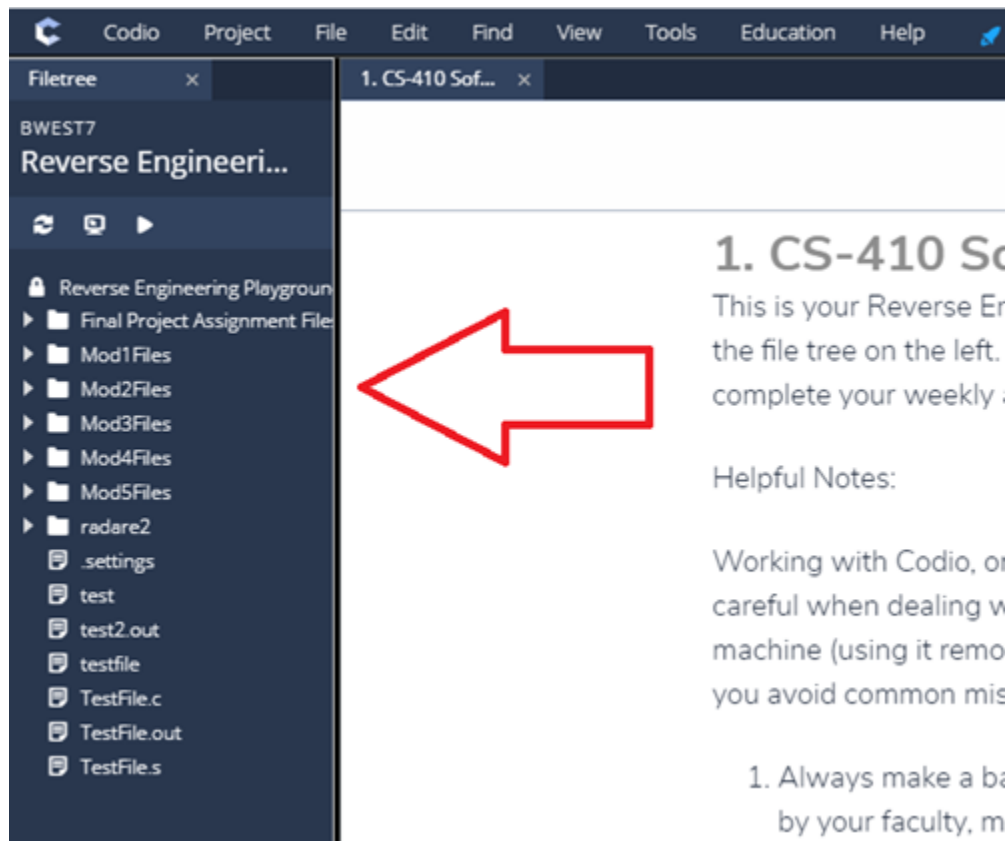 Codio Project File Edit Find View Tools Education Help
Filetree ×
1. CS-410 Sof... ×
BWEST7
Reverse Engineeri...
Reverse Engineering Playgroun
Final Project Assignment File
Mod1Files
Mod2Files
Mod3Files
Mod4Files
Mod5Files
radare2
.settings
test
test2.out
testfile
TestFile.c
TestFile.out
TestFile.s
1. CS-410 So
This is your Reverse En
the file tree on the left.
complete your weekly a
Helpful Notes:
Working with Codio, or
careful when dealing w
machine (using it remo
you avoid common mis
1. Always make a ba
by your faculty, m